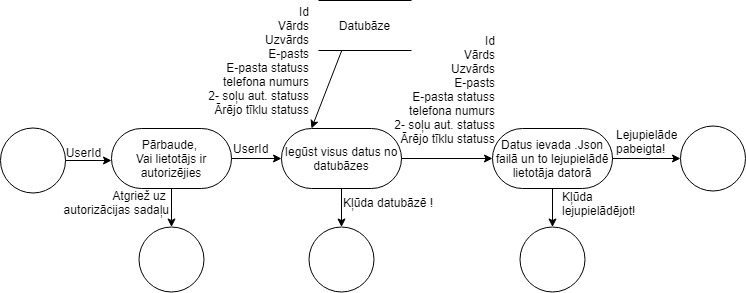 Id
Vārds
Uzvārds
E-pasts
E-pasta statuss
telefona numurs
2- soļu aut. statuss
Ārējo tīklu statuss
Datubāze
Id
Vārds
Uzvārds
E-pasts
E-pasta statuss
telefona numurs
2- soļu aut. statuss
Ārējo tīklu statuss
UserId
Pārbaude,
Vai lietotājs ir
autorizējies
UserId
Iegūst visus datus no
datubāzes
Datus ievada .Json
failā un to lejupielādē
lietotāja datorā
Lejupielāde
pabeigta!
Atgriež uz
autorizācijas sadaļu
Kļūda datubāzē !
Kļūda
lejupielādējot!